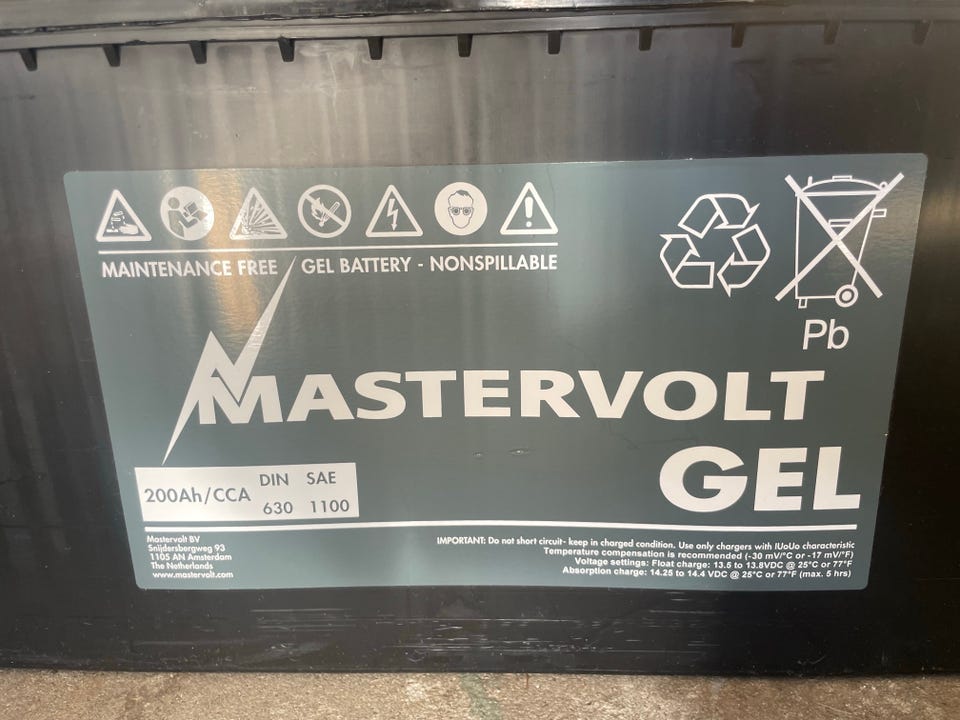 MAINTENANCE FREE / GEL BATTERY - NONSPILLABLE
Pb
MASTERVOLT
GEL
DIN SAE
200Ah/CCA 630 1100
Mastervolt BV
Snijdersbergweg 93
1105 AN Amsterdam
The Netherlands
www.mastervolt.com
IMPORTANT: Do not short circuit- keep in charged condition. Use only chargers with IUoUo characteristic
Temperature compensation is recommended (-30 mV/°C or -17 mV/°F)
Voltage settings: Float charge: 13.5 to 13.8VDC @ 25°C or 77°F
Absorption charge: 14.25 to 14.4 VDC @ 25°C or 77°F (max. 5 hrs)